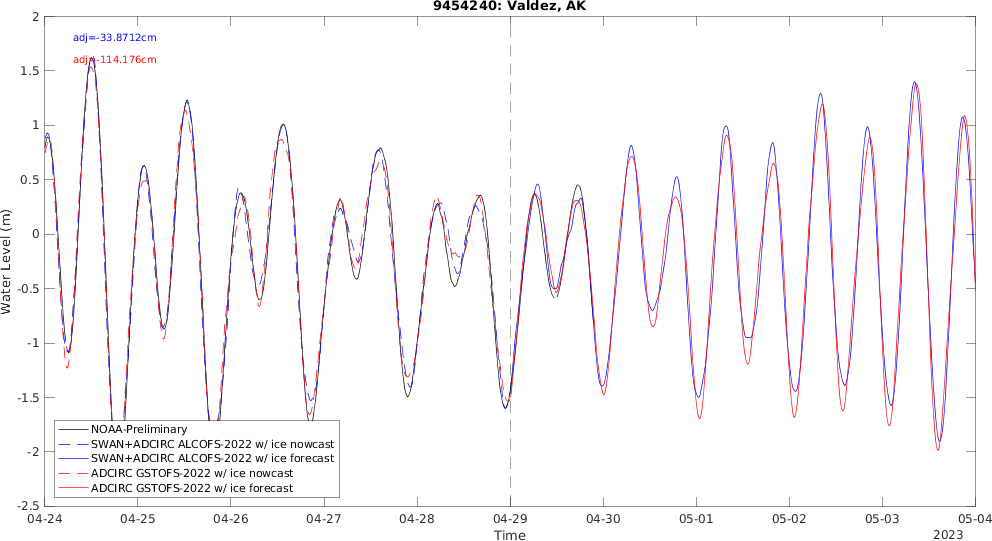 9454240: Valdez, AK
adj=-33.8712cm
adj=-114.176cm
Water Level (m)
2
1.5
1
0.5
0
-0.5
-1
-1.5
-2
-2.5
NOAA-Preliminary
SWAN+ADCIRC ALCOFS-2022 w/ ice nowcast
SWAN+ADCIRC ALCOFS-2022 w/ ice forecast
ADCIRC GSTOFS-2022 w/ ice nowcast
ADCIRC GSTOFS-2022 w/ ice forecast
04-24 04-25 04-26 04-27 04-28 04-29 04-30 05-01 05-02 05-03 05-04
Time
2023